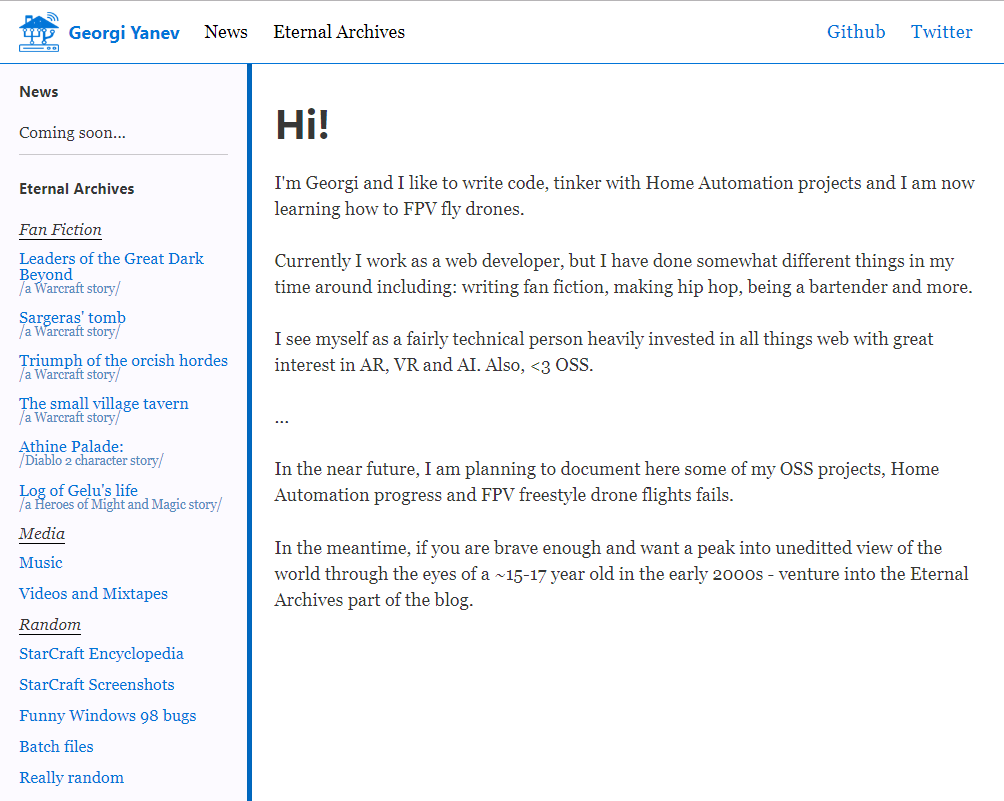 Georgi Yanev
News
Eternal Archives
Github
Twitter
News
Coming soon...
Eternal Archives
Fan Fiction
Leaders of the Great Dark
Beyond
/a Warcraft story/
Sargeras' tomb
/a Warcraft story/
Triumph of the orcish hordes
/a Warcraft story/
The small village tavern
/a Warcraft story/
Athine Palade:
/Diablo 2 character story/
Log of Gelu's life
/a Heroes of Might and Magic story/
Media
Music
Videos and Mixtapes
Random
StarCraft Encyclopedia
StarCraft Screenshots
Funny Windows 98 bugs
Batch files
Really random
Hi!
I'm Georgi and I like to write code, tinker with Home Automation projects and I am now
learning how to FPV fly drones.
Currently I work as a web developer, but I have done somewhat different things in my
time around including: writing fan fiction, making hip hop, being a bartender and more.
I see myself as a fairly technical person heavily invested in all things web with great
interest in AR, VR and AI. Also, <3 OSS.
...
In the near future, I am planning to document here some of my OSS projects, Home
Automation progress and FPV freestyle drone flights fails.
In the meantime, if you are brave enough and want a peak into uneditted view of the
world through the eyes of a ~15-17 year old in the early 2000s - venture into the Eternal
Archives part of the blog.